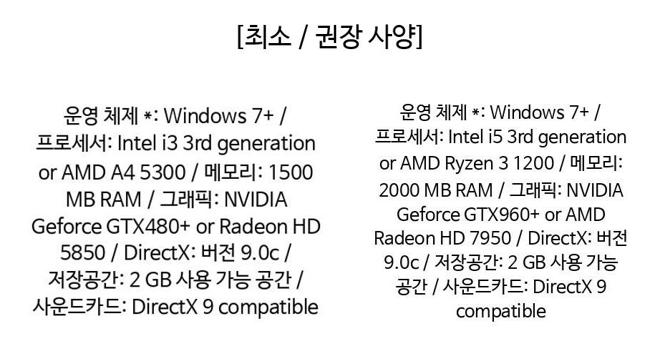 [최소 / 권장 사양]
운영 체제 *: Windows 7+ /
프로세서: Intel i3 3rd generation
or AMD A4 5300 / 메모리: 1500
MB RAM / 그래픽: NVIDIA
Geforce GTX480+ or Radeon HD
5850 / DirectX: 버전 9.0c /
저장공간: 2 GB 사용 가능 공간 /
사운드카드: DirectX 9 compatible
운영 체제 *: Windows 7+ /
프로세서: Intel i5 3rd generation
or AMD Ryzen 3 1200 / 메모리:
2000 MB RAM / 그래픽: NVIDIA
Geforce GTX960+ or AMD
Radeon HD 7950 / DirectX: 버전
9.0c / 저장공간: 2 GB 사용 가능
공간 / 사운드카드: DirectX 9
compatible